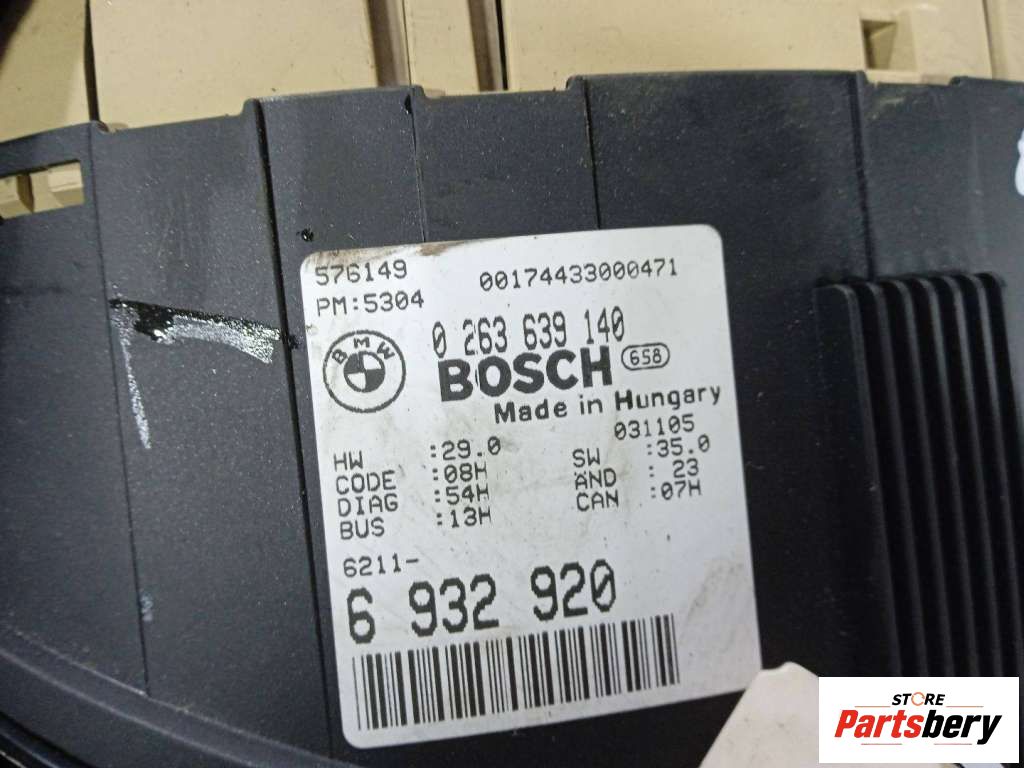 576149 00174433000471
PM:5304
0 263 639 140
BMW
BOSCH 658
Made in Hungary
031105
HW :29.0 SW :35.0
CODE :08H AND : 23
DIAG :54H CAN :07H
BUS :13H
6211-
6 932 920
STORE
Partsbery